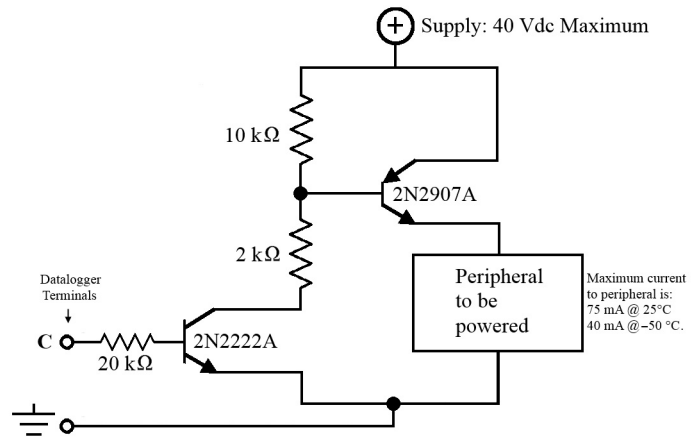 + Supply: 40 Vdc Maximum
10 kΩ
2N2907A
2 kΩ
Peripheral
to be
powered
Maximum current
to peripheral is:
75 mA @ 25°C
40 mA @ –50 °C.
Datalogger
Terminals
C
2N2222A
20 kΩ